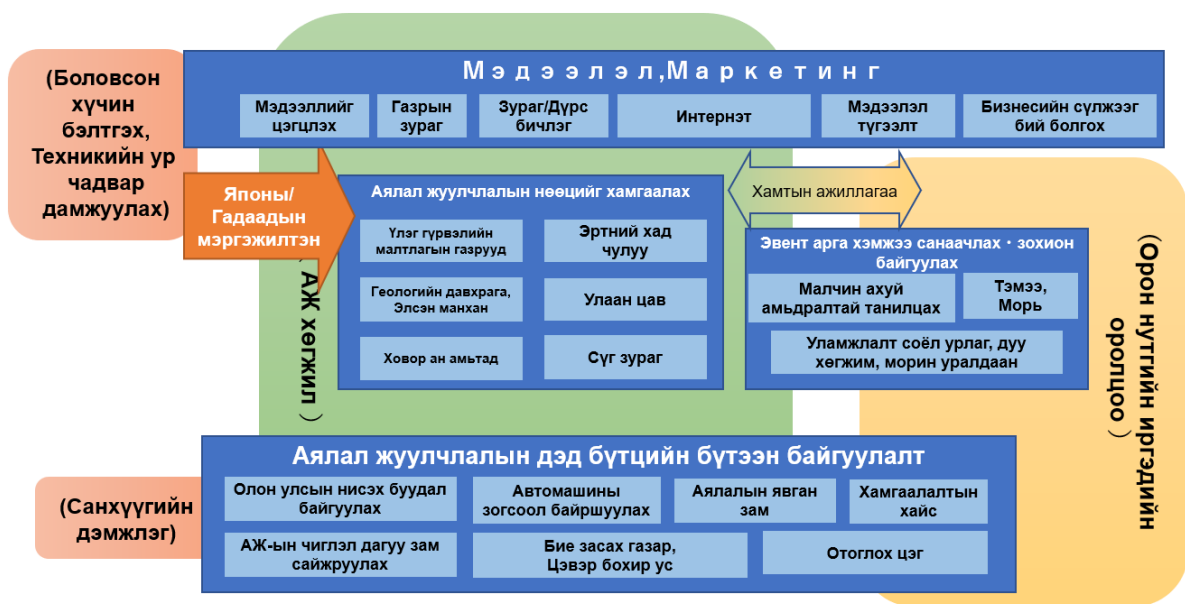 (Боловсон
хүчин
бэлтгэх,
Техникийн ур
чадвар
дамжуулах)
Мэдээлэл,Маркетинг
Мэдээллийг
цэгцлэх
Газрын
зураг
Зураг/Дүрс
бичлэг
Интернэт
Мэдээлэл
түгээлт
Бизнесийн сүлжээг
бий болгох
Японы/
Гадаадын
мэргэжилтэн
(АЖ хөгжил)
Аялал жуулчлалын нөөцийг хамгаалах
Үлэг гүрвэлийн
малтлагын газрууд
Эртний хад
чулуу
Геологийн давхрага,
Элсэн манхан
Улаан цав
Ховор ан амьтад
Сүг зураг
Хамтын ажиллагаа
Эвент арга хэмжээ санаачлах・зохион
байгуулах
Малчин ахуй
амьдралтай танилцах
Тэмээ,
Морь
Уламжлалт соёл урлаг, дуу
хөгжим, морин уралдаан
(Орон нутгийн иргэдийн
оролцоо)
(Санхүүгийн
дэмжлэг)
Аялал жуулчлалын дэд бүтцийн бүтээн байгуулалт
Олон улсын нисэх буудал
байгуулах
Автомашины
зогсоол байршуулах
Аялалын явган
зам
Хамгаалалтын
хайс
АЖ-ын чиглэл дагуу зам
сайжруулах
Бие засах газар,
Цэвэр бохир ус
Отоглох цэг